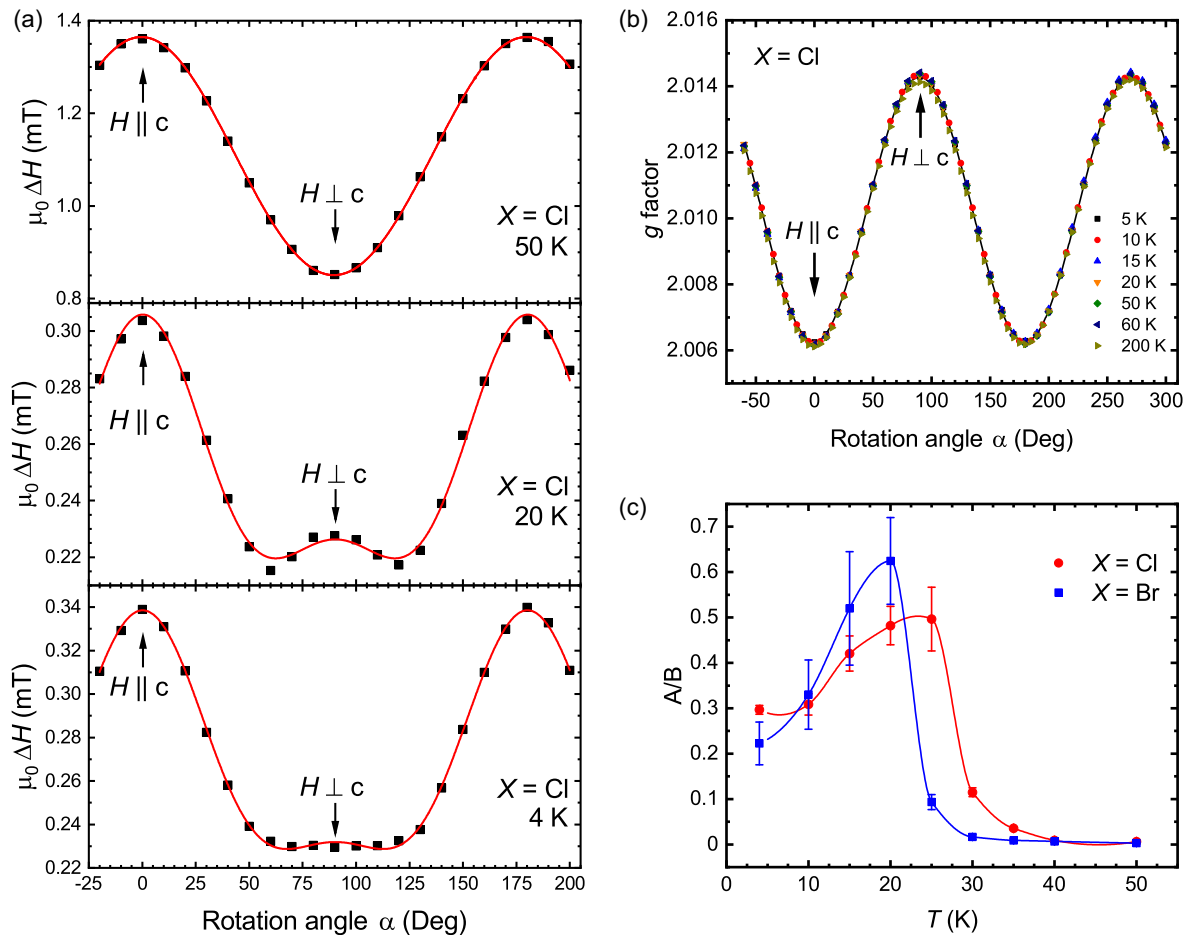 (a)
1.4
1.2
1.0
0.8
μ₀ ΔH (mT)
H || c
H ⊥ c
X = Cl
50 K
0.30
0.28
0.26
0.24
0.22
μ₀ ΔH (mT)
H || c
H ⊥ c
X = Cl
20 K
0.34
0.32
0.30
0.28
0.26
0.24
0.22
μ₀ ΔH (mT)
H || c
H ⊥ c
X = Cl
4 K
-25 0 25 50 75 100 125 150 175 200
Rotation angle α (Deg)
(b)
2.016
2.014
2.012
2.010
2.008
2.006
g factor
X = Cl
H ⊥ c
H || c
5 K
10 K
15 K
20 K
50 K
60 K
200 K
-50 0 50 100 150 200 250 300
Rotation angle α (Deg)
(c)
0.7
0.6
0.5
0.4
0.3
0.2
0.1
0
A/B
X = Cl
X = Br
0 10 20 30 40 50
T (K)